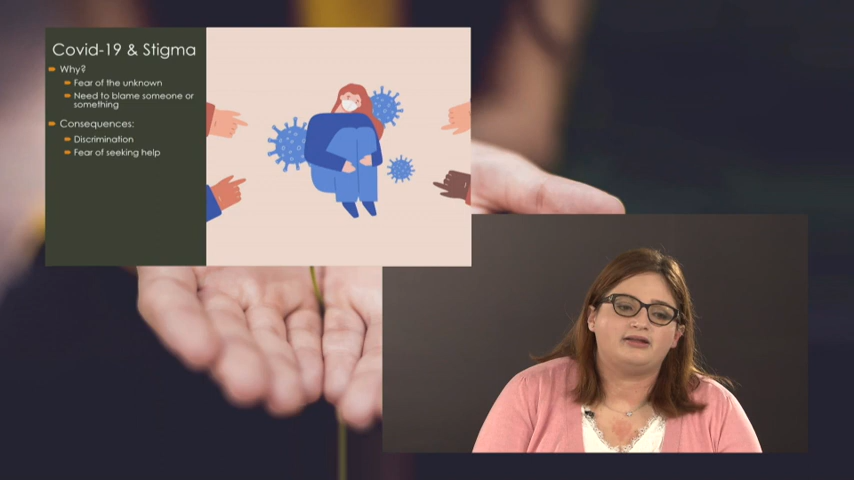 Covid-19 & Stigma
Why?
Fear of the unknown
Need to blame someone or
something
Consequences:
Discrimination
Fear of seeking help